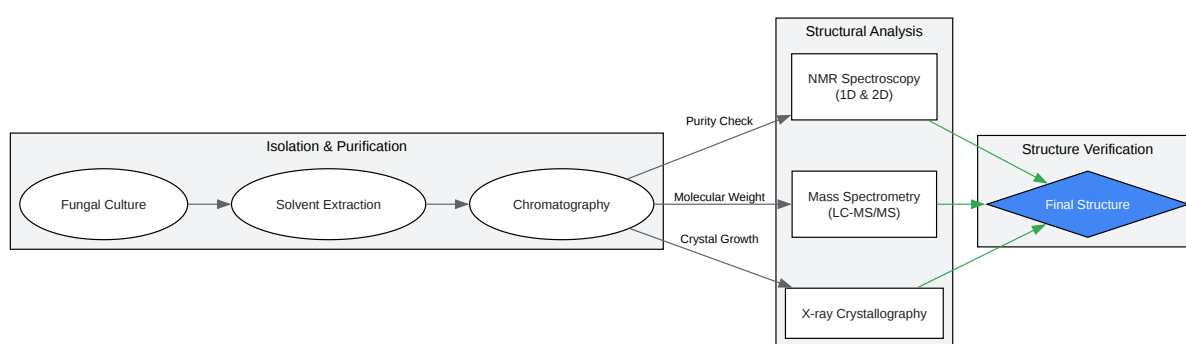 Isolation & Purification
Fungal Culture
Solvent Extraction
Chromatography
Purity Check
Molecular Weight
Crystal Growth
Structural Analysis
NMR Spectroscopy
(1D & 2D)
Mass Spectrometry
(LC-MS/MS)
X-ray Crystallography
Structure Verification
Final Structure